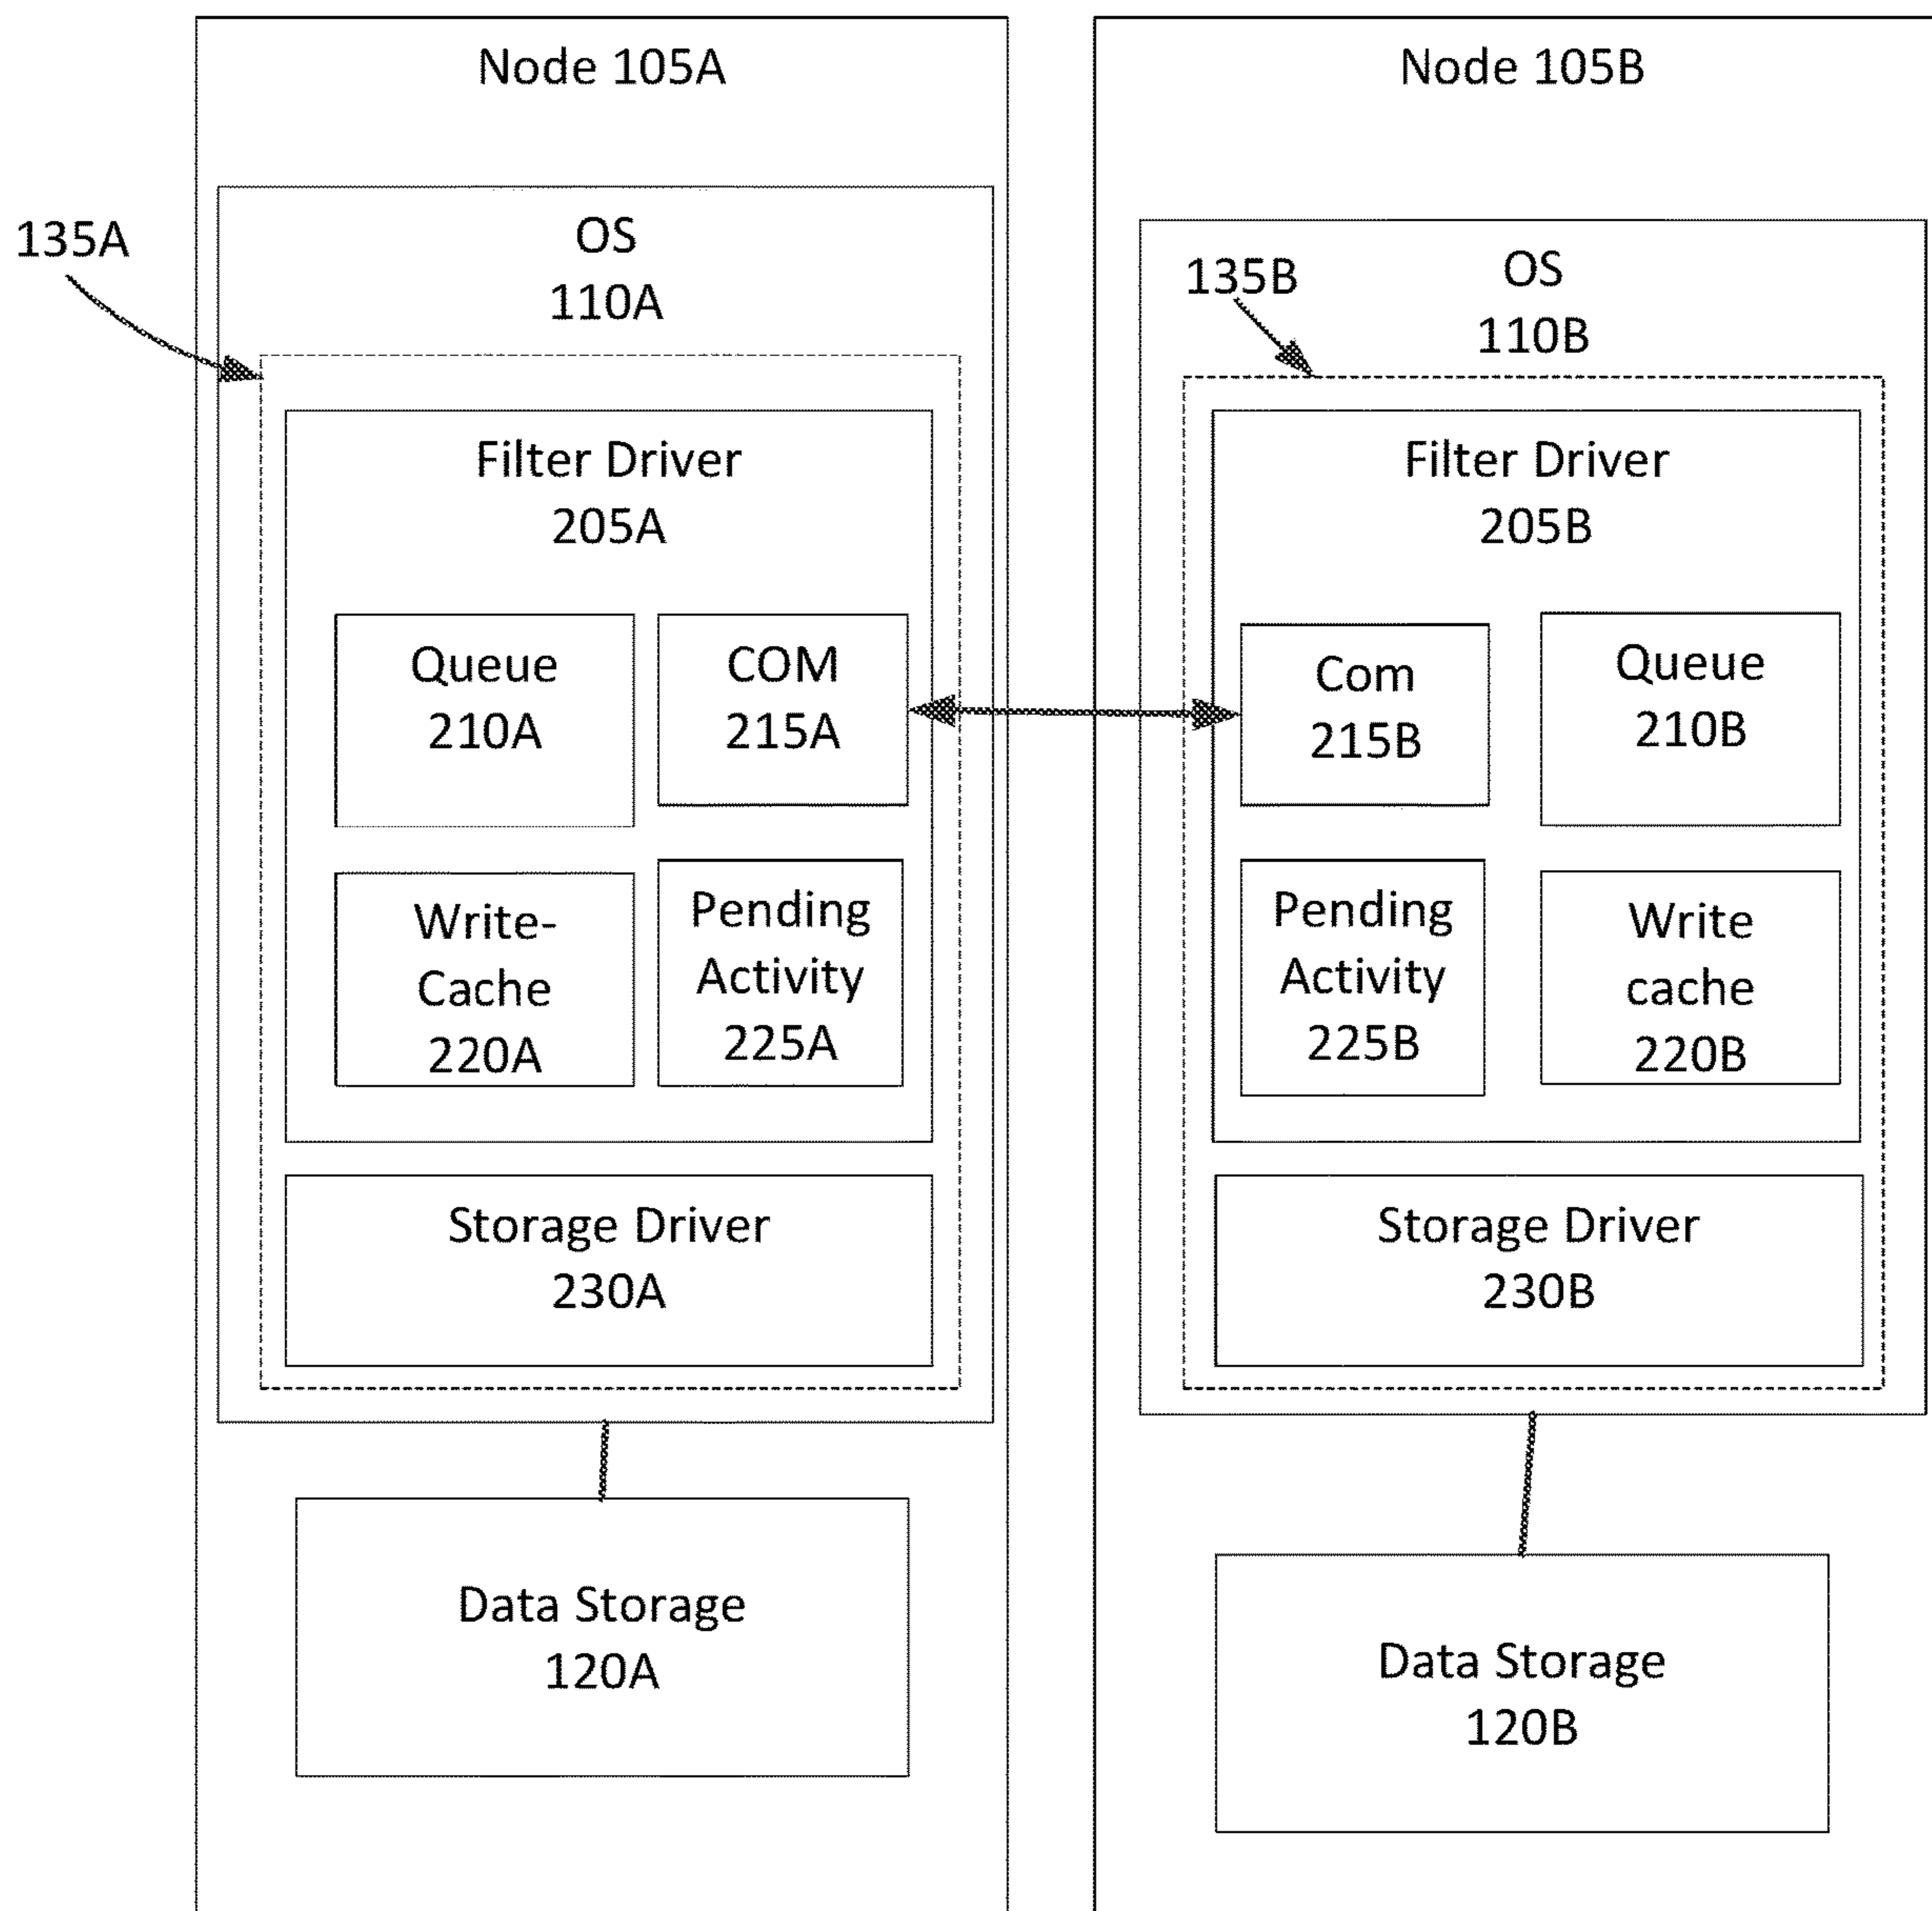 Node 105A
135A
OS
110A
Filter Driver
205A
Queue
210A
COM
215A
Write-
Cache
220A
Pending
Activity
225A
Storage Driver
230A
Data Storage
120A
Node 105B
135B
OS
110B
Filter Driver
205B
Com
215B
Queue
210B
Pending
Activity
225B
Write
cache
220B
Storage Driver
230B
Data Storage
120B